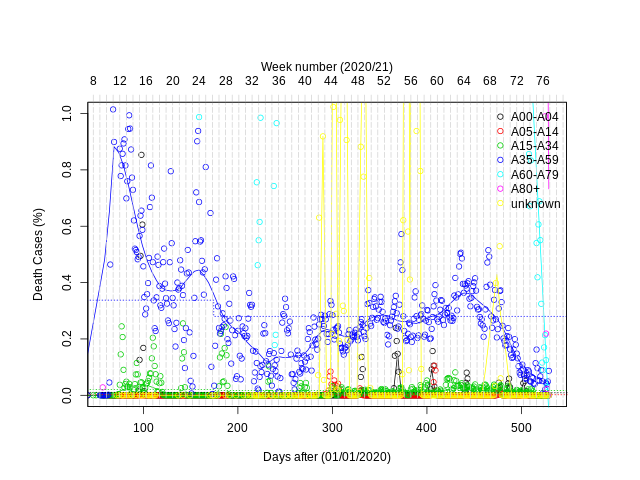 Week number (2020/21)
8 12 16 20 24 28 32 36 40 44 48 52 56 60 64 68 72 76
1.0
0.8
0.6
0.4
0.2
0.0
Death Cases (%)
A00-A04
A05-A14
A15-A34
A35-A59
A60-A79
A80+
unknown
100 200 300 400 500
Days after (01/01/2020)